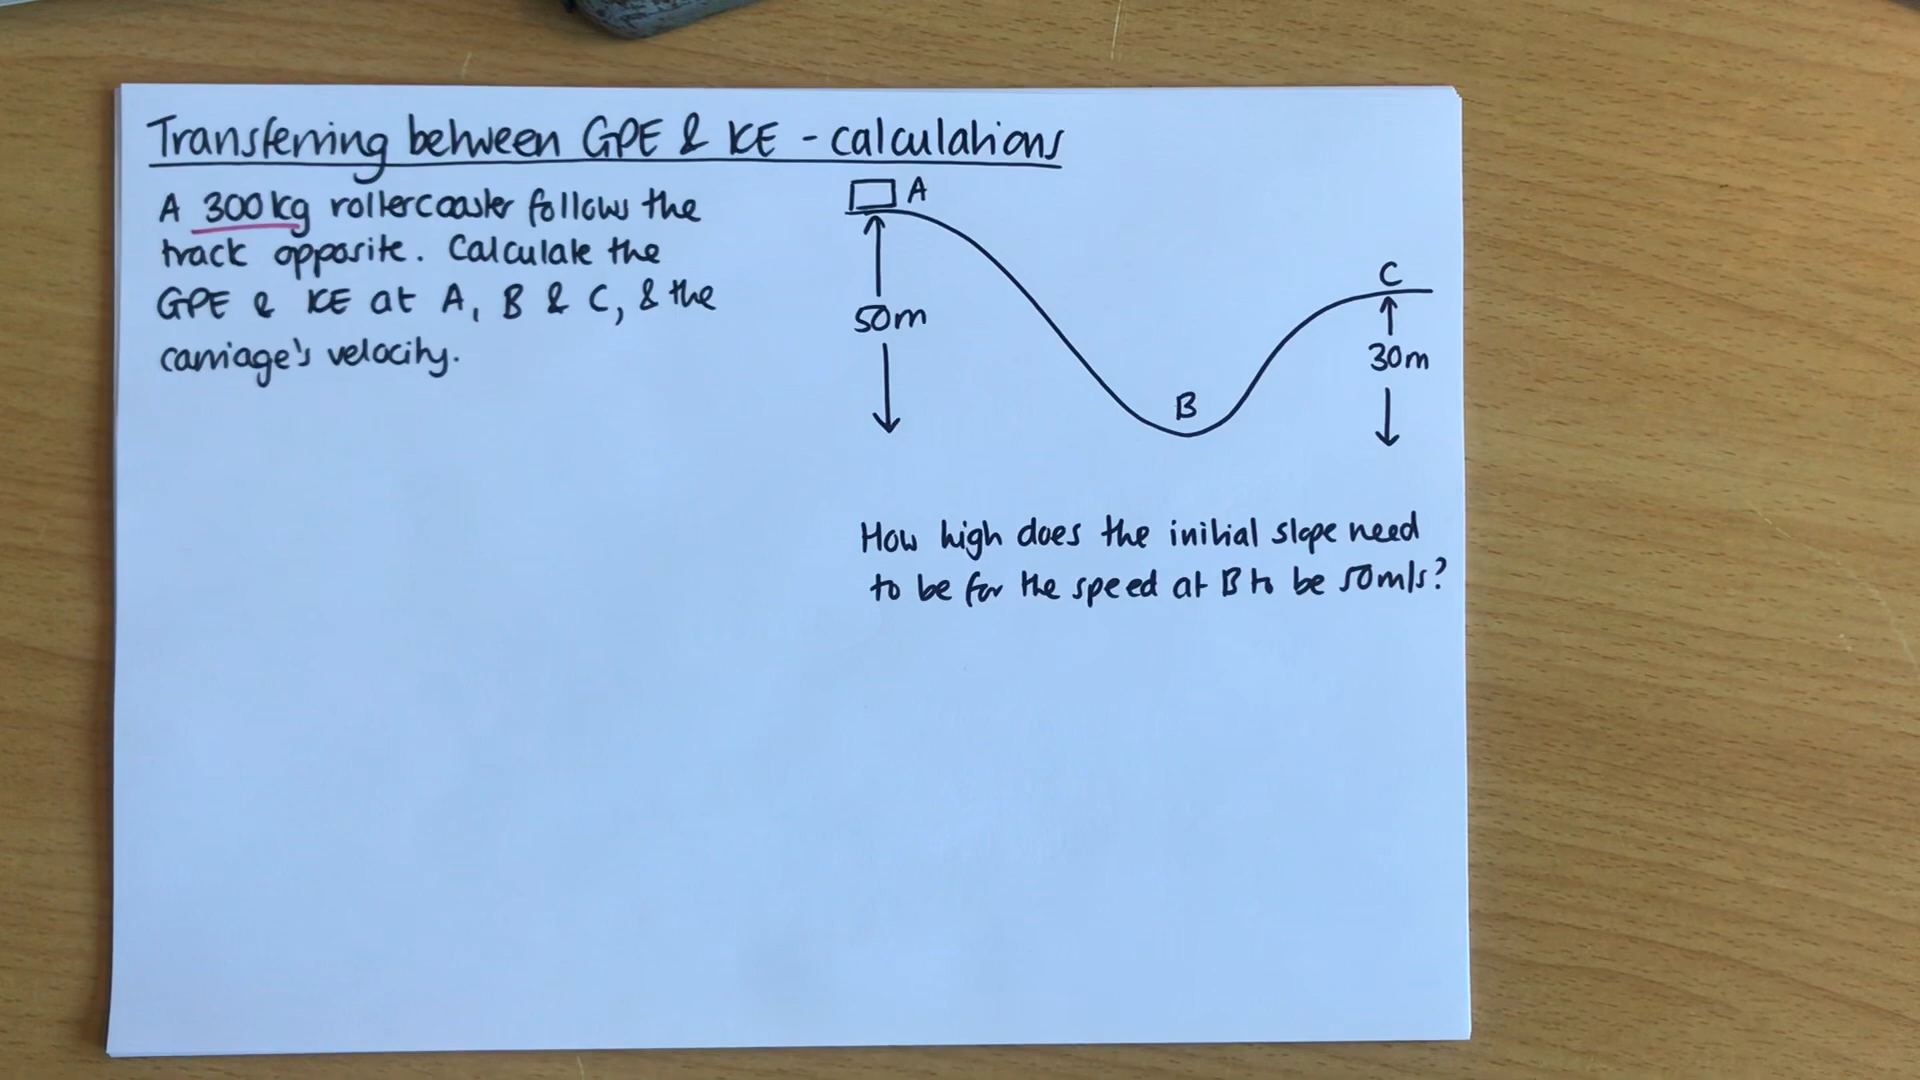 Transferring between GPE & KE - calculations
A 300kg rollercoaster follows the
track opposite. Calculate the
GPE & KE at A, B & C, & the
carriage's velocity.
A
50m
B
C
30m
How high does the initial slope need
to be for the speed at B to be 50m/s?